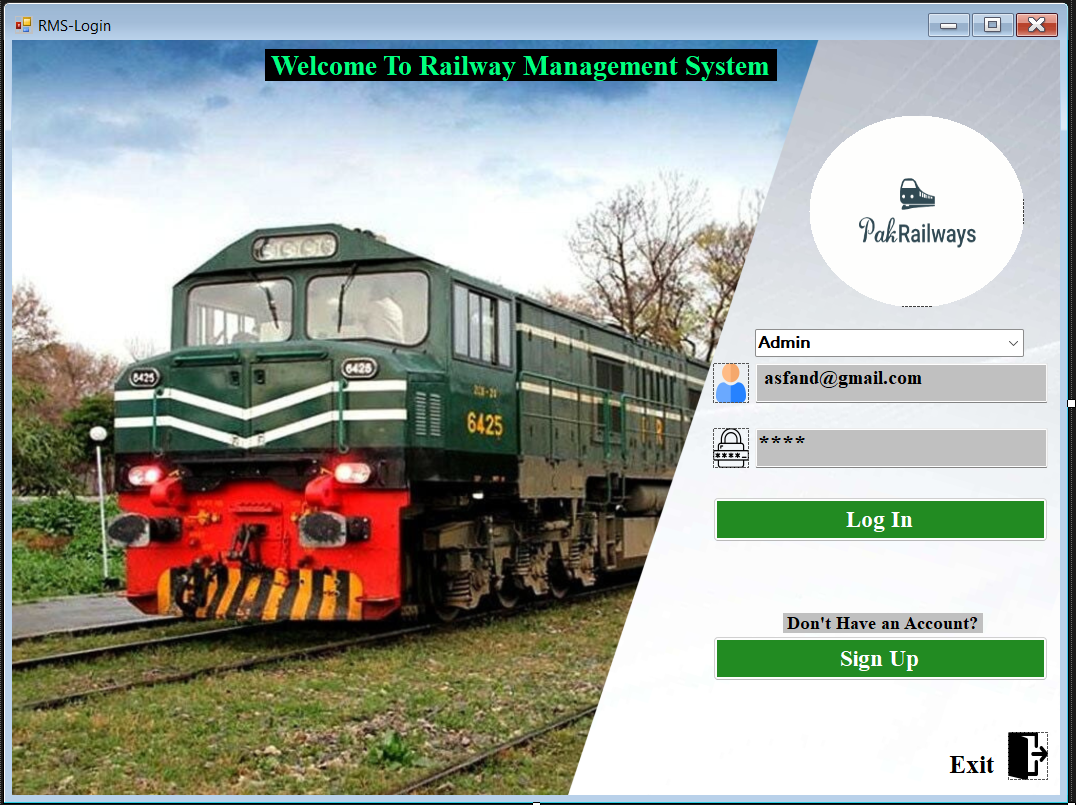 RMS-Login
Welcome To Railway Management System
PakRailways
Admin
asfand@gmail.com
****
Log In
Don't Have an Account?
Sign Up
Exit
6425
6425
6425